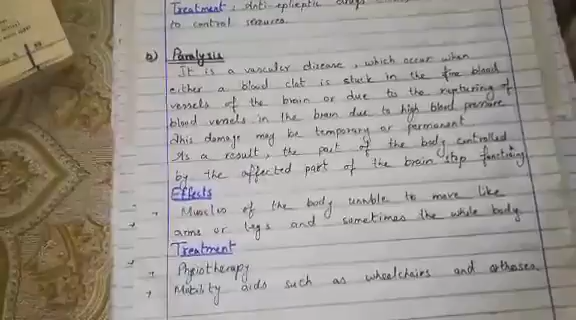 Treatment: Anti-epileptic drugs
to control seizures.
b) Paralysis
It is a vascular disease, which occur when
either a blood clot is stuck in the fine blood
vessels of the brain or due to the rupturing of
blood vessels in the brain due to high blood pressure
This damage may be temporary or permanent
As a result, the part of the body controlled
by the affected part of the brain stop functioning
Effects
→ Muscles of the body unable to move like
→ arms or legs and sometimes the whole body
Treatment
→ Physiotherapy
→ Mobility aids such as wheelchairs and orthoses